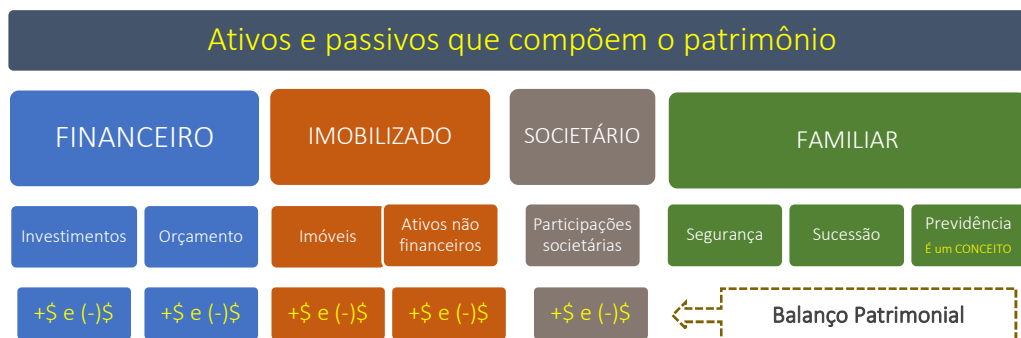 Ativos e passivos que compõem o patrimônio
FINANCEIRO
IMOBILIZADO
SOCIETÁRIO
FAMILIAR
Investimentos
Orçamento
Imóveis
Ativos não
financeiros
Participações
societárias
Segurança
Sucessão
Previdência
É um CONCEITO
+$ e (-)$
+$ e (-)$
+$ e (-)$
+$ e (-)$
+$ e (-)$
Balanço Patrimonial